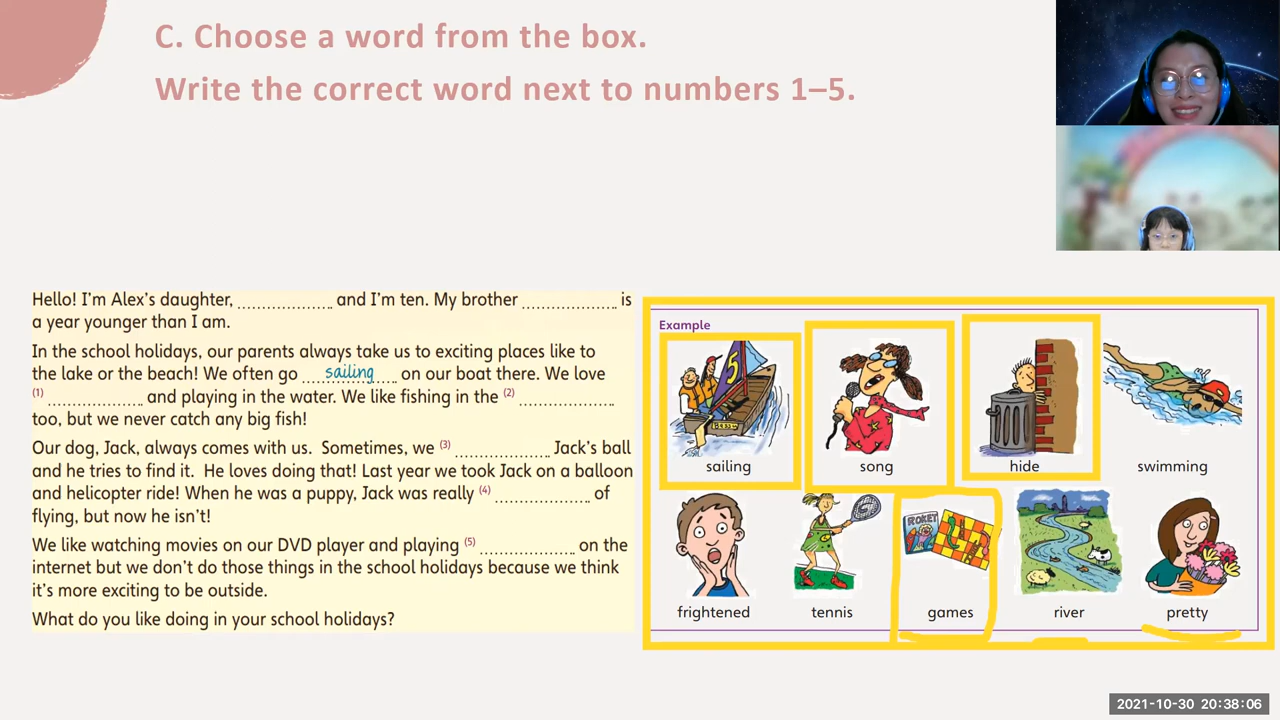 C. Choose a word from the box.
Write the correct word next to numbers 1–5.
Hello! I'm Alex's daughter, .................... and I'm ten. My brother .................... is
a year younger than I am.
In the school holidays, our parents always take us to exciting places like to
the lake or the beach! We often go sailing on our boat there. We love
(1) .................... and playing in the water. We like fishing in the (2) ....................
too, but we never catch any big fish!
Our dog, Jack, always comes with us. Sometimes, we (3) .................... Jack's ball
and he tries to find it. He loves doing that! Last year we took Jack on a balloon
and helicopter ride! When he was a puppy, Jack was really (4) .................... of
flying, but now he isn't!
We like watching movies on our DVD player and playing (5) .................... on the
internet but we don't do those things in the school holidays because we think
it's more exciting to be outside.
What do you like doing in your school holidays?
Example
5
sailing
song
hide
swimming
ROKET
frightened
tennis
games
river
pretty
2021-10-30 20:38:06